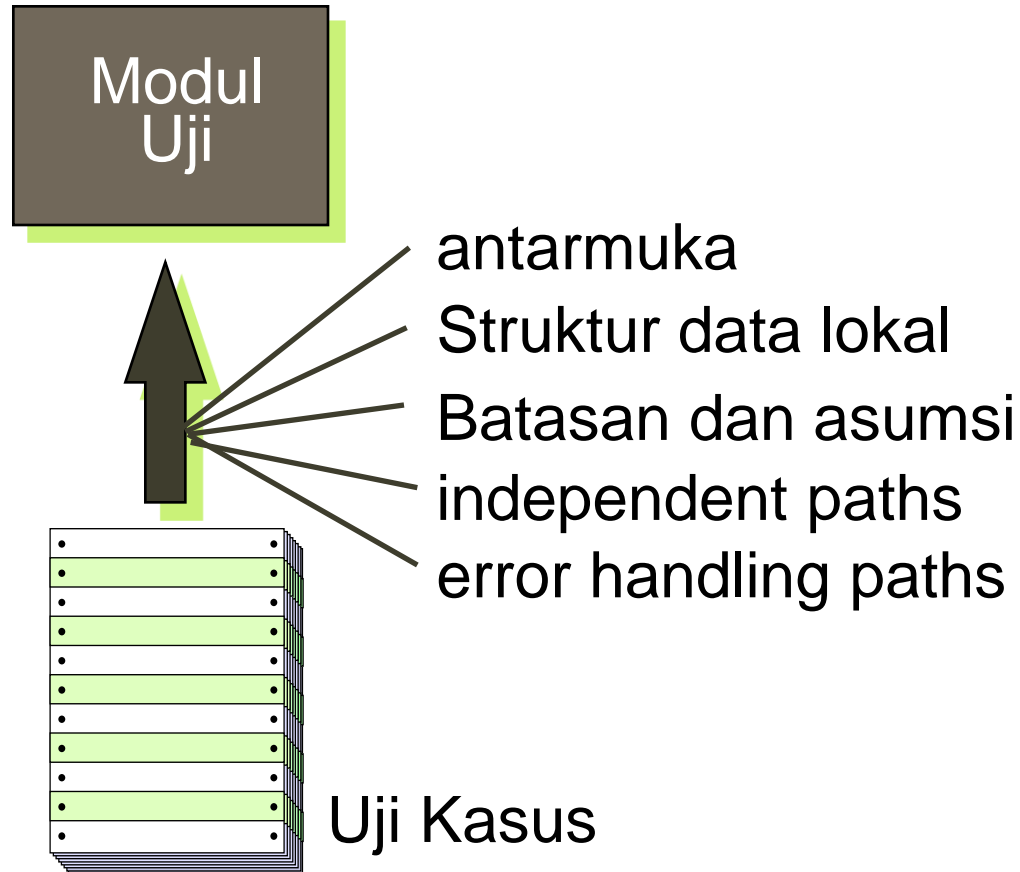 Modul
Uji
antarmuka
Struktur data lokal
Batasan dan asumsi
independent paths
error handling paths
Uji Kasus